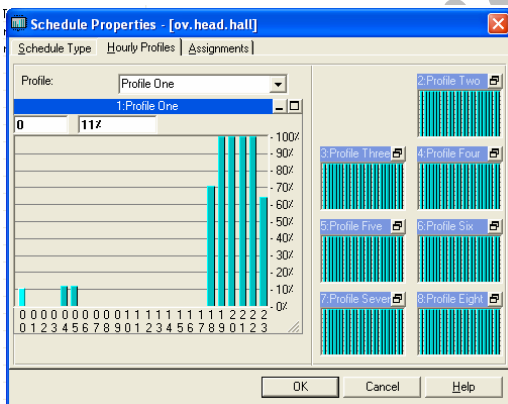 Schedule Properties - [ov.head.hall]
Schedule Type Hourly Profiles Assignments
Profile: Profile One
1:Profile One
0 11%
100%
90%
80%
70%
60%
50%
40%
30%
20%
10%
0%
0 0 0 0 0 0 0 0 0 0 1 1 1 1 1 1 1 1 1 1 2 2 2 2
0 1 2 3 4 5 6 7 8 9 0 1 2 3 4 5 6 7 8 9 0 1 2 3
2:Profile Two
3:Profile Three 4:Profile Four
5:Profile Five 6:Profile Six
7:Profile Seven 8:Profile Eight
OK Cancel Help